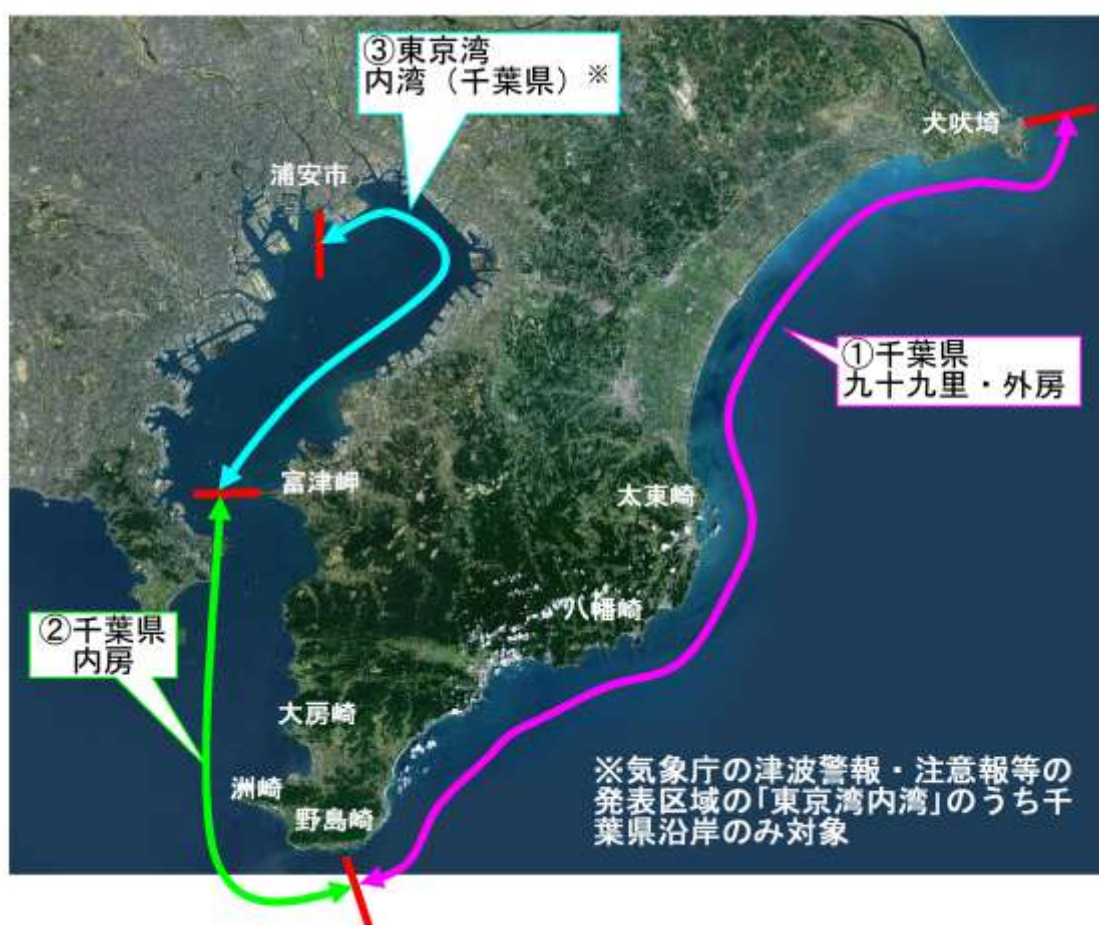 ③東京湾
内湾（千葉県）※
犬吠埼
浦安市
①千葉県
九十九里・外房
富津岬
太東崎
八幡崎
②千葉県
内房
大房崎
洲崎
野島崎
※気象庁の津波警報・注意報等の
発表区域の「東京湾内湾」のうち千
葉県沿岸のみ対象